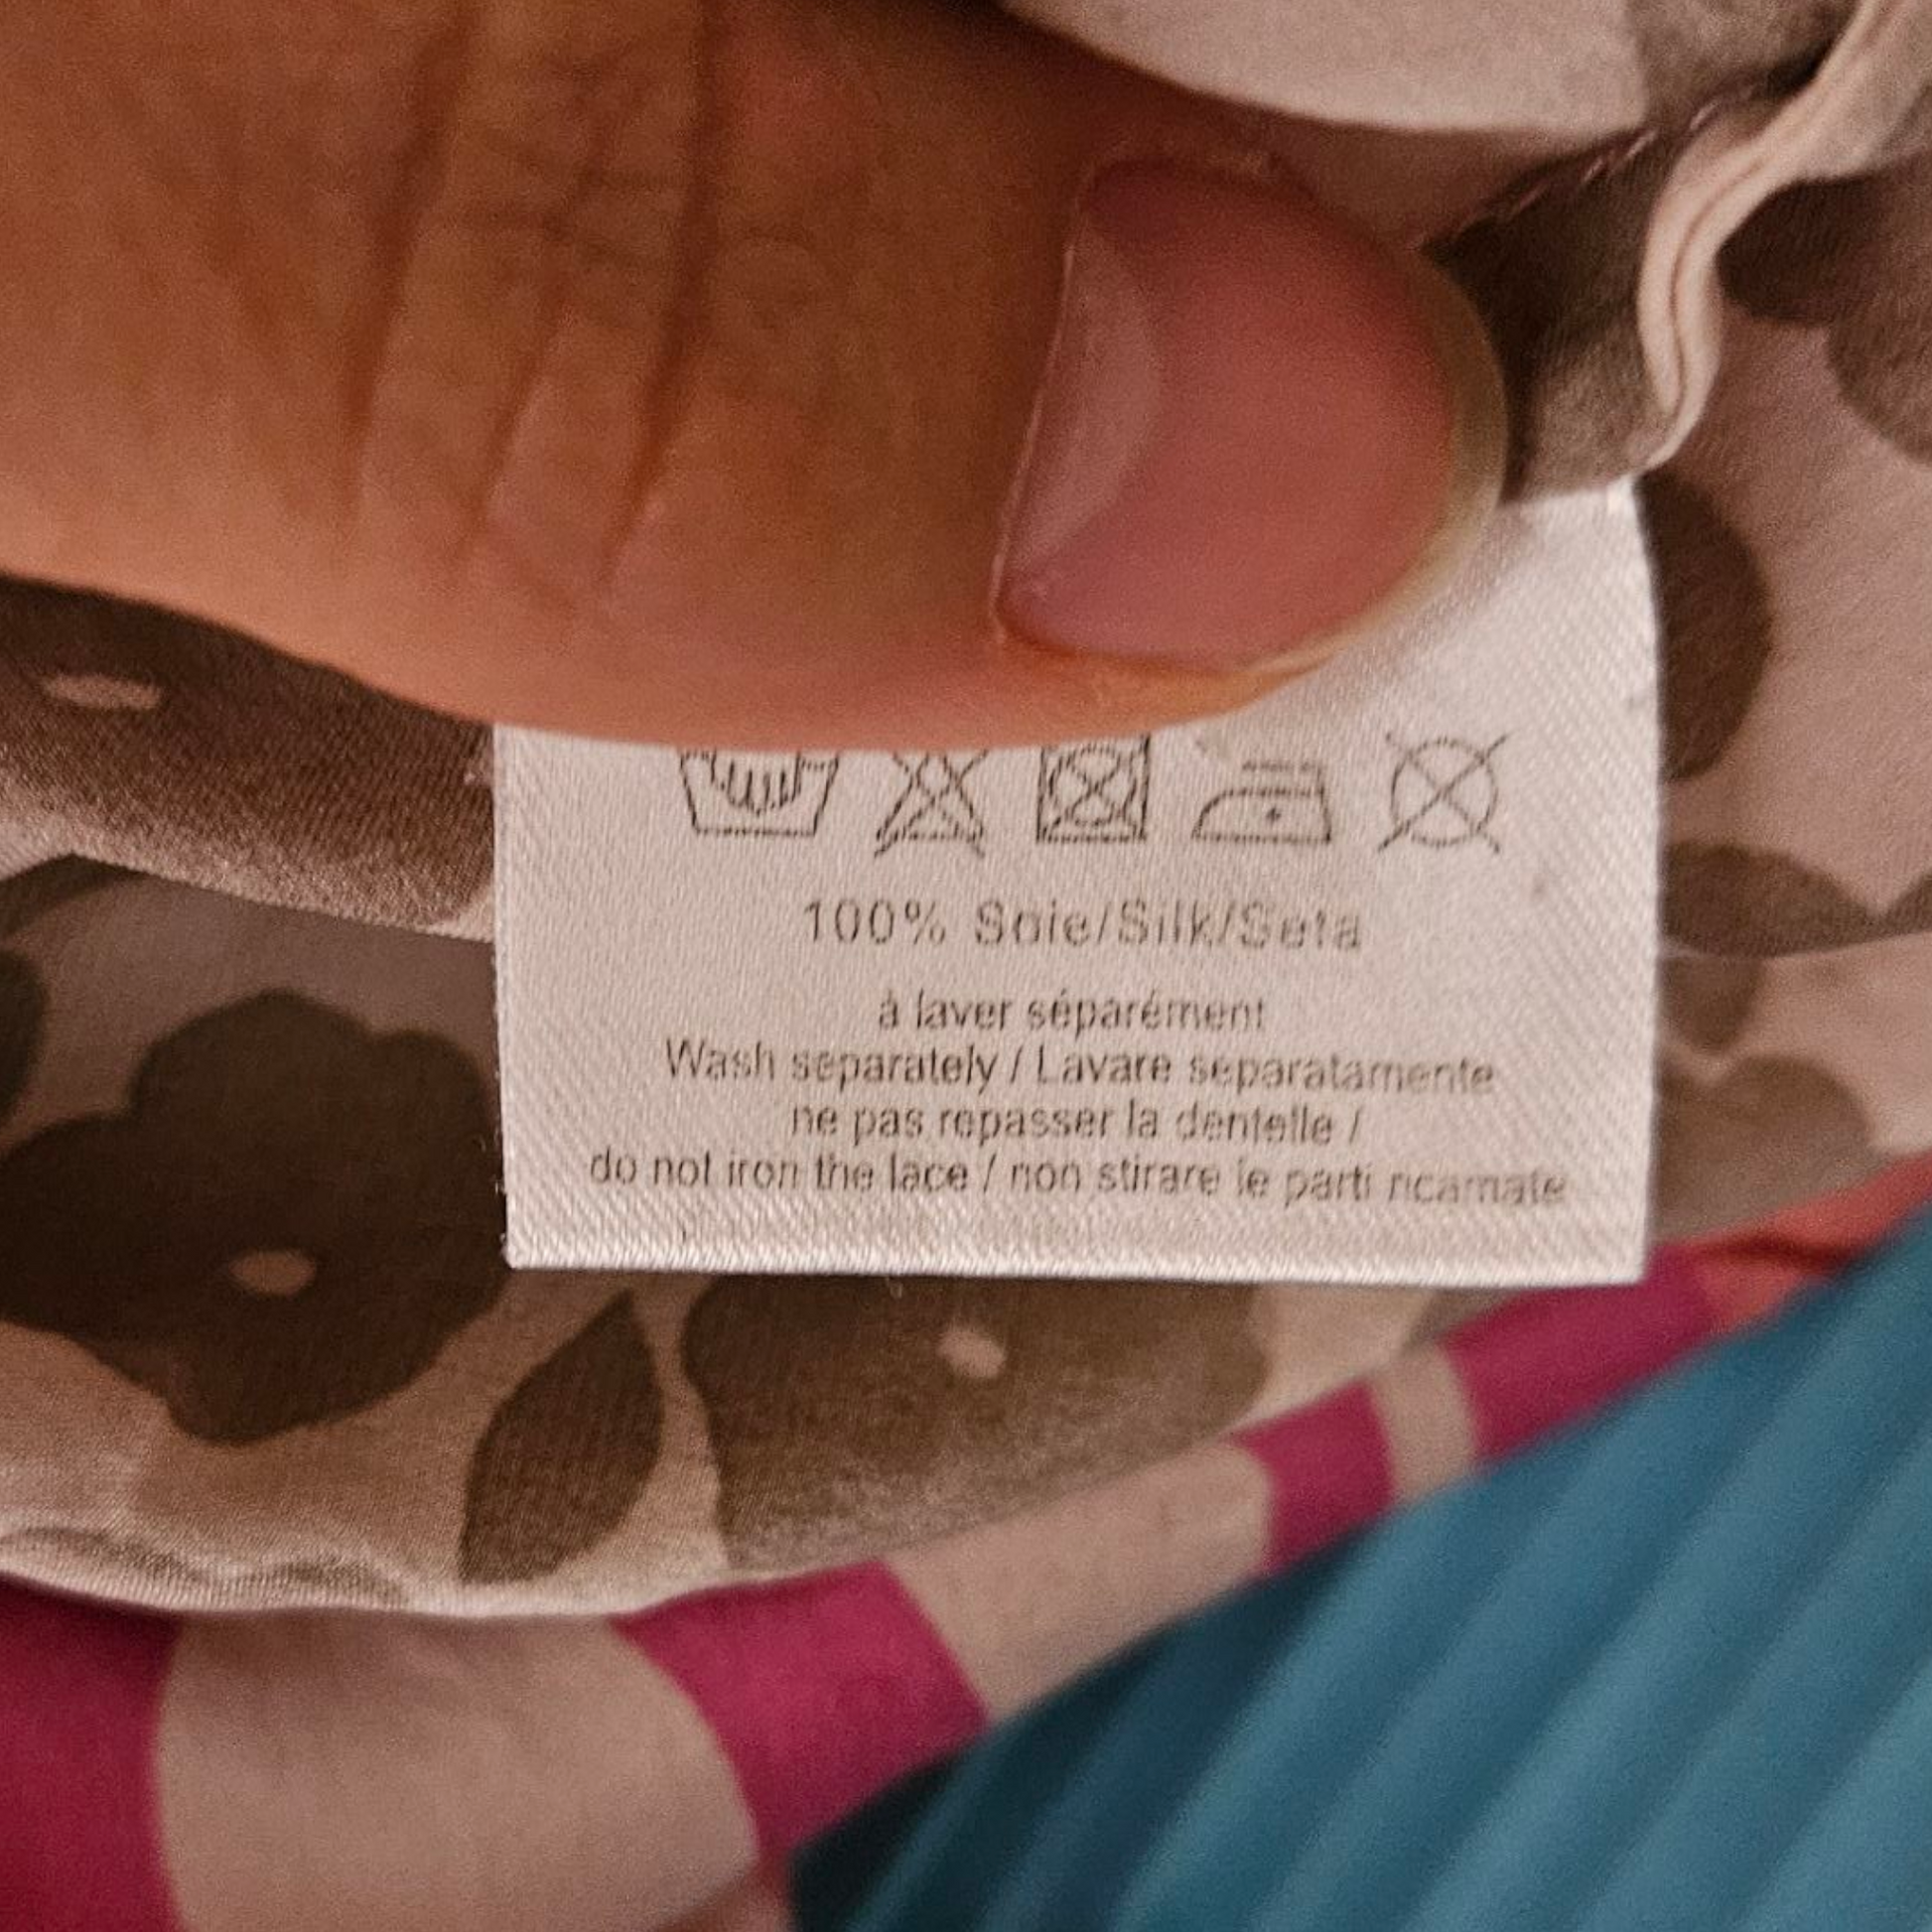 100% Soie/Silk/Seta
à laver séparément
Wash separately / Lavare separatamente
ne pas repasser la dentelle /
do not iron the lace / non stirare le parti ricamate